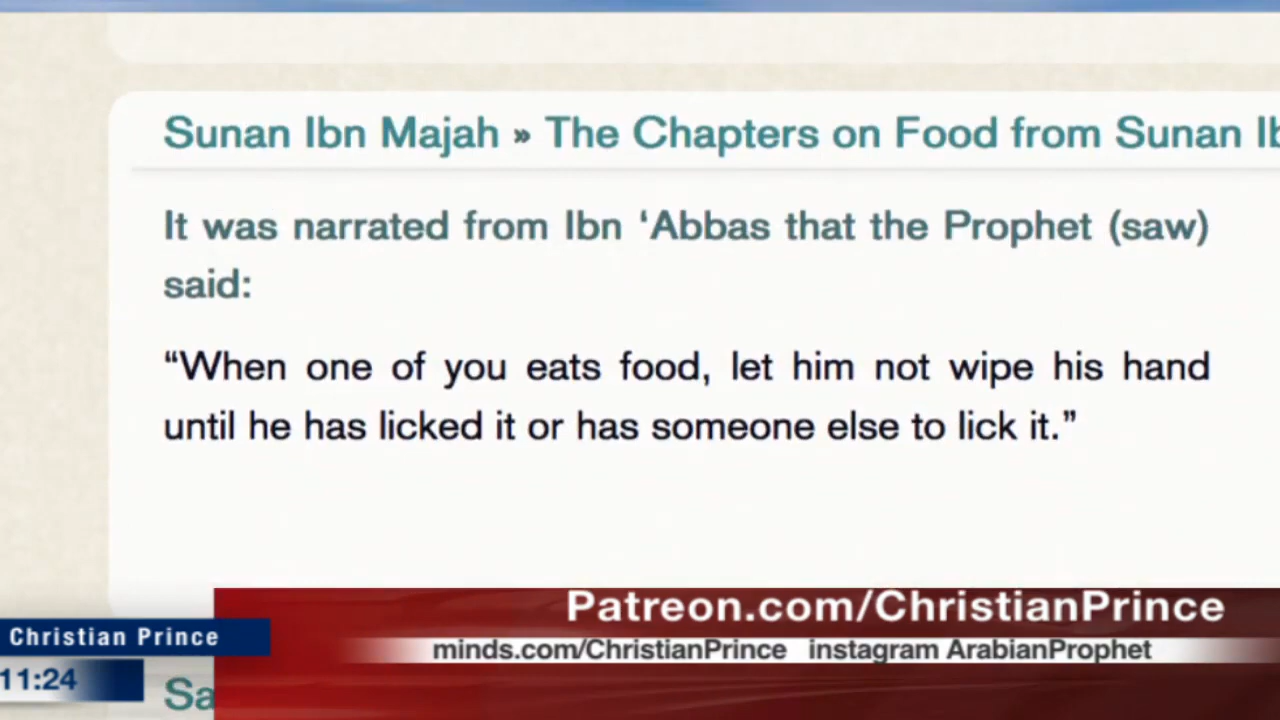 Sunan Ibn Majah » The Chapters on Food from Sunan Ib
It was narrated from Ibn ‘Abbas that the Prophet (saw)
said:
“When one of you eats food, let him not wipe his hand
until he has licked it or has someone else to lick it.”
Patreon.com/ChristianPrince
Christian Prince
minds.com/ChristianPrince instagram ArabianProphet
11:24
Sa